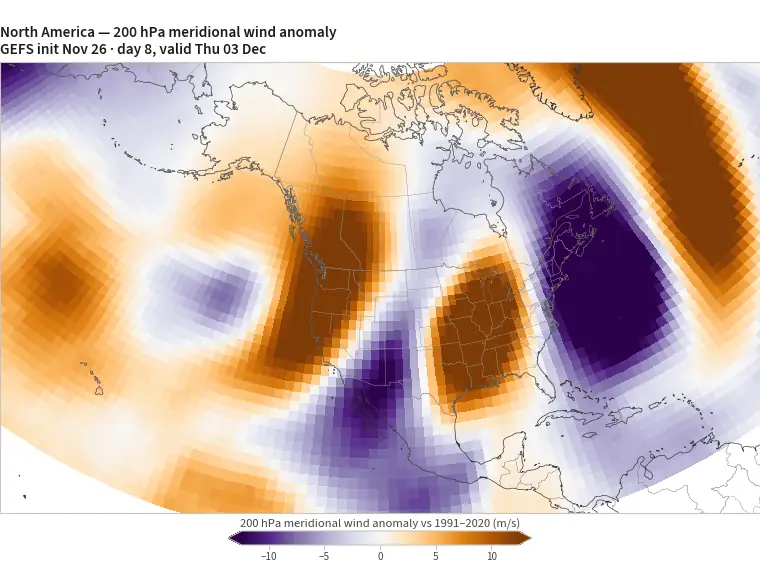 North America — 200 hPa meridional wind anomaly
GEFS init Nov 26 · day 8, valid Thu 03 Dec
200 hPa meridional wind anomaly vs 1991–2020 (m/s)
−10 −5 0 5 10